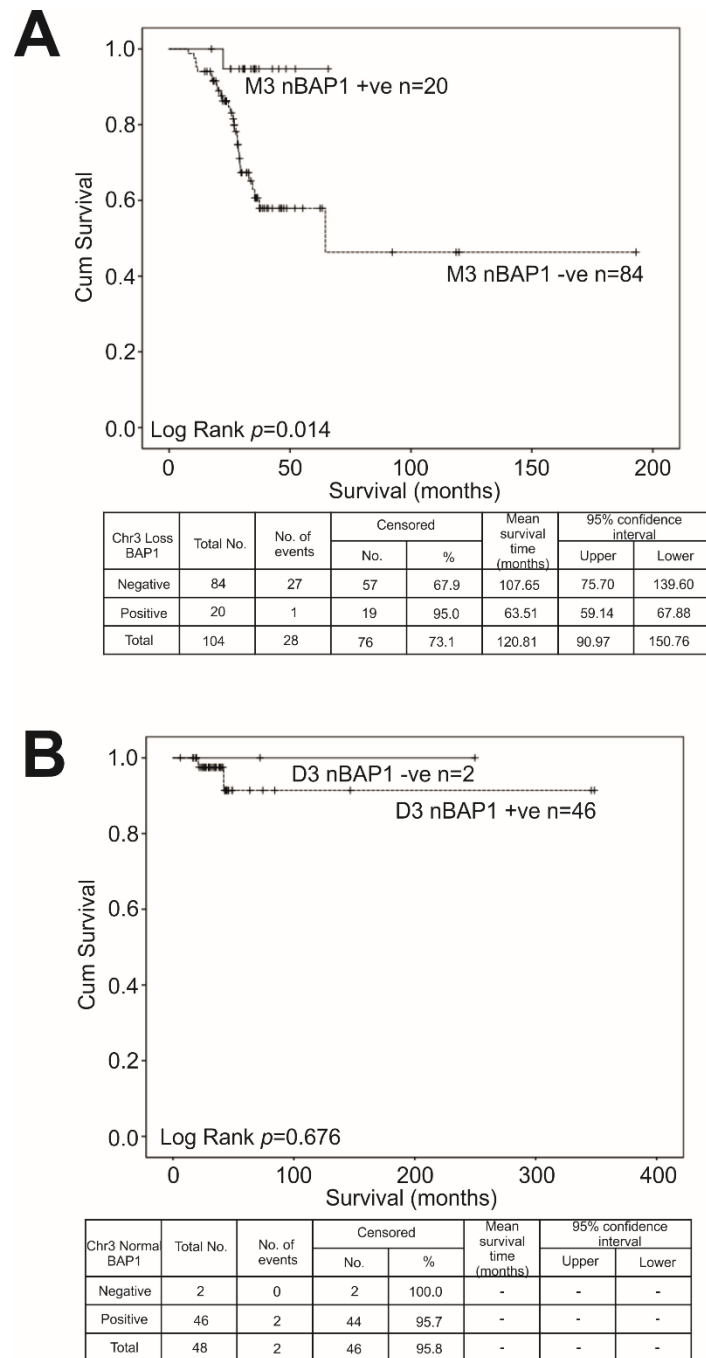 A
1.0
0.8
0.6
0.4
0.2
0.0
Cum Survival
M3 nBAP1 +ve n=20
M3 nBAP1 -ve n=84
Log Rank p=0.014
0 50 100 150 200
Survival (months)
Chr3 Loss BAP1 | Total No. | No. of events | Censored | Mean survival time (months) | 95% confidence interval
No. | % | Upper | Lower
Negative | 84 | 27 | 57 | 67.9 | 107.65 | 75.70 | 139.60
Positive | 20 | 1 | 19 | 95.0 | 63.51 | 59.14 | 67.88
Total | 104 | 28 | 76 | 73.1 | 120.81 | 90.97 | 150.76
B
1.0
0.8
0.6
0.4
0.2
0.0
Cum Survival
D3 nBAP1 -ve n=2
D3 nBAP1 +ve n=46
Log Rank p=0.676
0 100 200 300 400
Survival (months)
Chr3 Normal BAP1 | Total No. | No. of events | Censored | Mean survival time (months) | 95% confidence interval
No. | % | Upper | Lower
Negative | 2 | 0 | 2 | 100.0 | - | - | -
Positive | 46 | 2 | 44 | 95.7 | - | - | -
Total | 48 | 2 | 46 | 95.8 | - | - | -